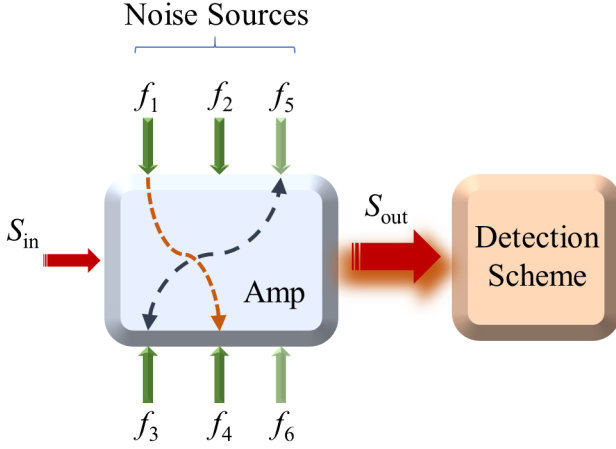 Noise Sources
f1 f2 f5
Sin
Sout
Amp
Detection
Scheme
f3 f4 f6